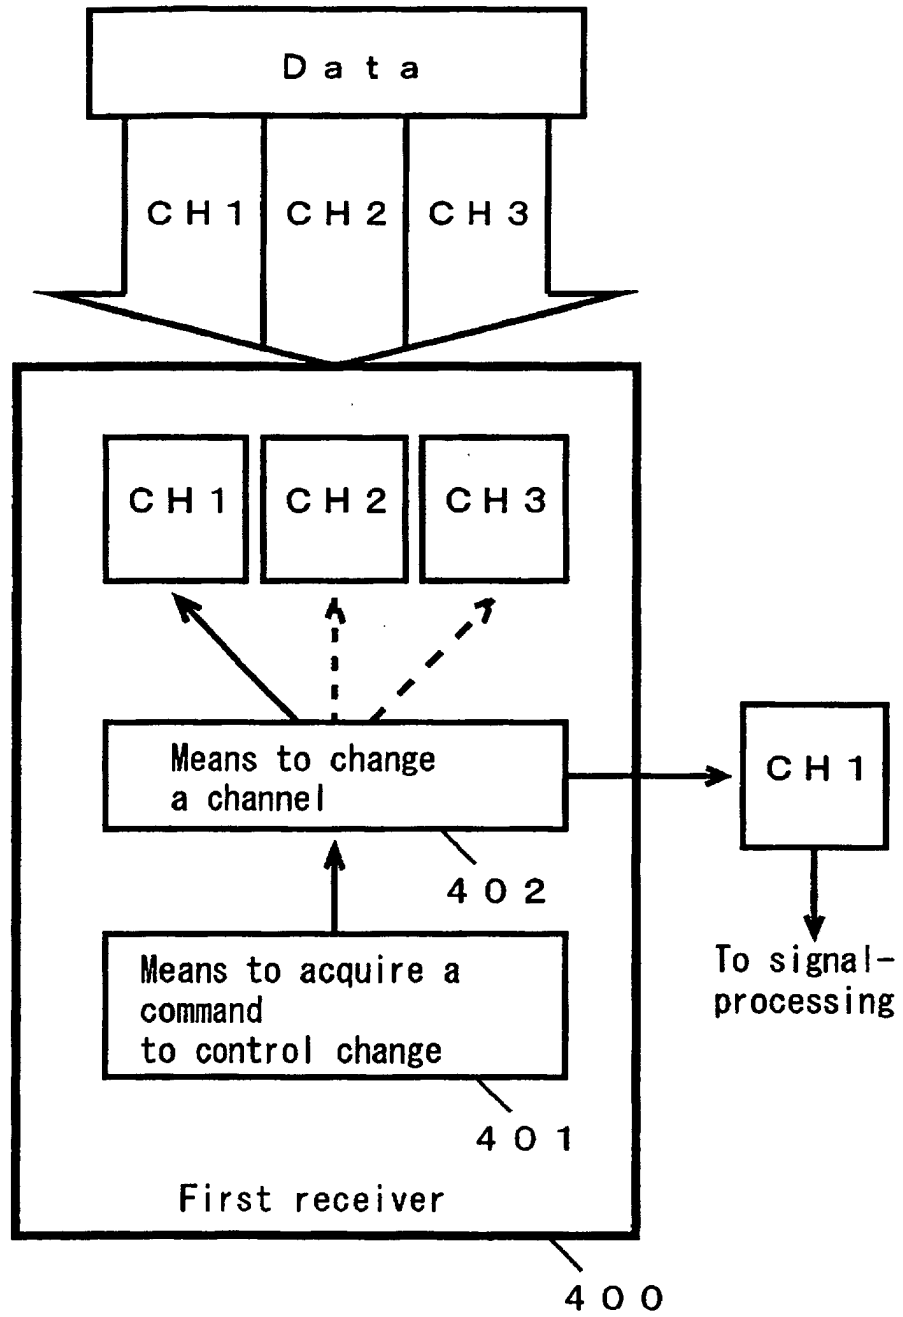 Data
CH1 CH2 CH3
CH1 CH2 CH3
Means to change
a channel
CH1
402
To signal-
processing
Means to acquire a
command
to control change
401
First receiver
400